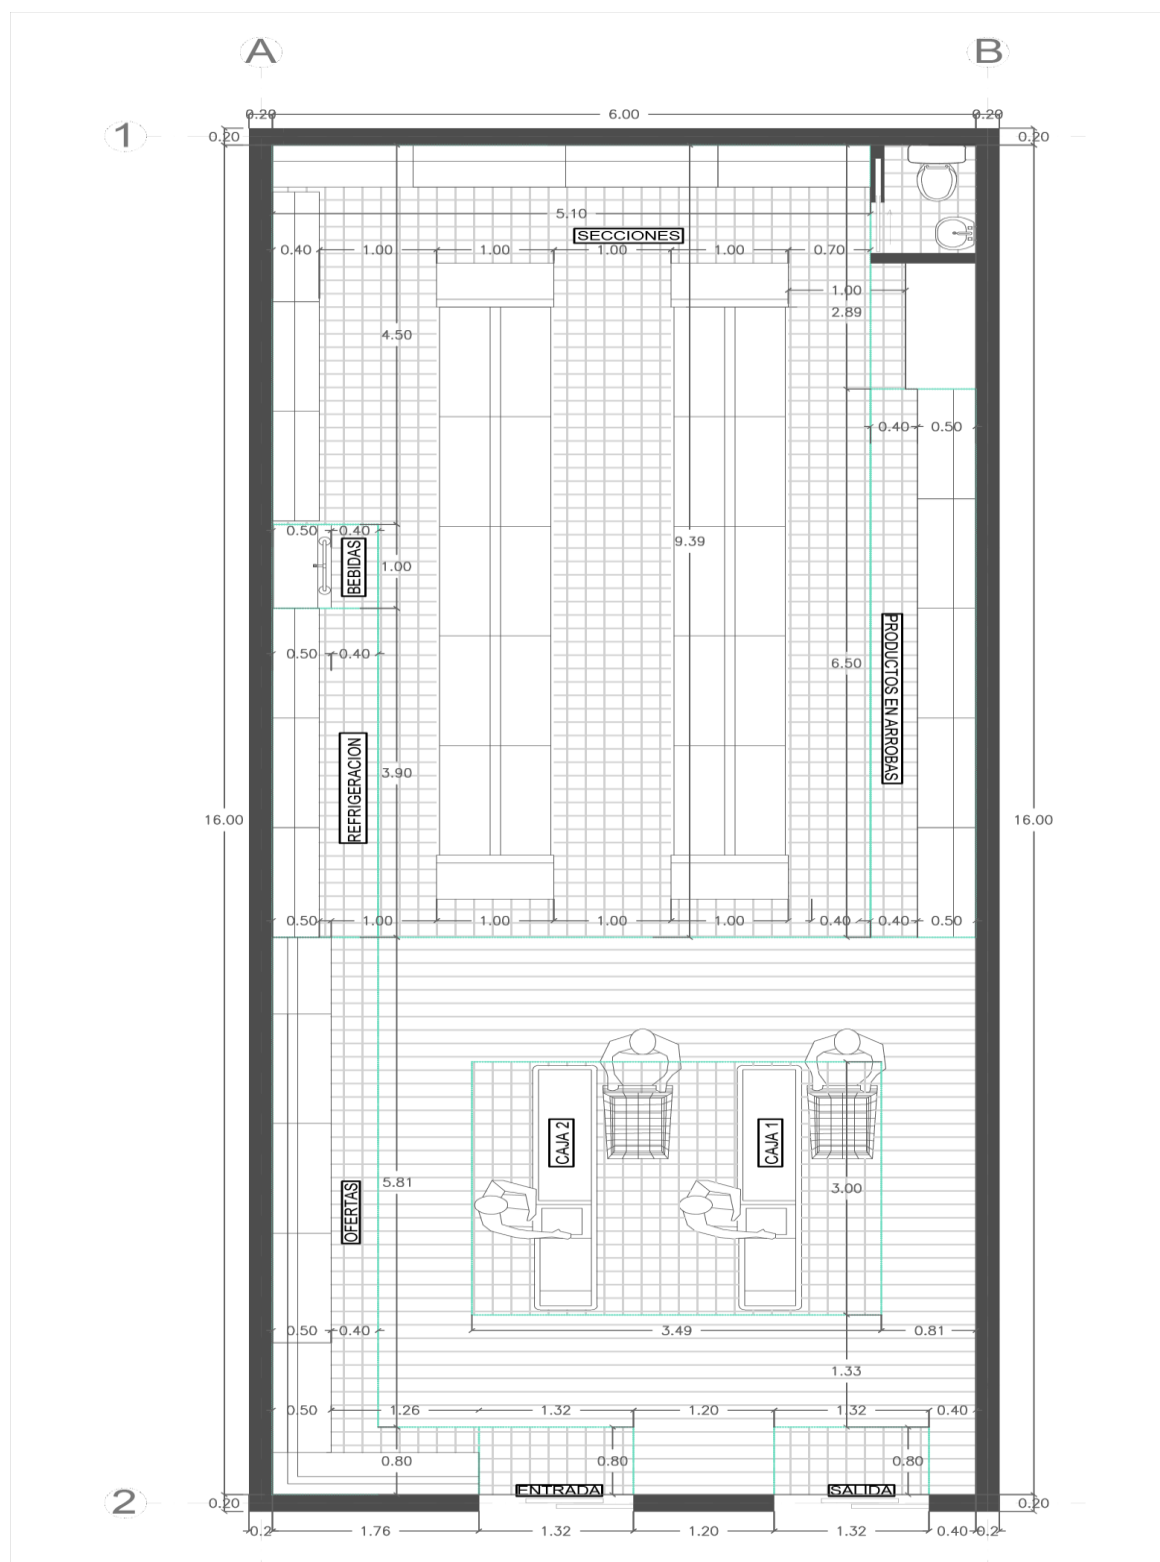 A B
0.20 6.00 0.20
1 0.20 0.20
5.10
SECCIONES
0.40 1.00 1.00 1.00 1.00 0.70
1.00
2.89
4.50
0.40 0.50
0.50 0.40
9.39
BEBIDAS
1.00
PRODUCTOS EN ARROBAS
0.50 0.40
6.50
REFRIGERACION
3.90
16.00 16.00
0.50 1.00 1.00 1.00 1.00 0.40 0.40 0.50
CAJA 2
CAJA 1
5.81
3.00
OFERTAS
0.50 0.40 3.49 0.81
1.33
0.50 1.26 1.32 1.20 1.32 0.40
0.80 0.80 0.80
ENTRADA SALIDA
2 0.20 0.20
0.2 1.76 1.32 1.20 1.32 0.40 0.2